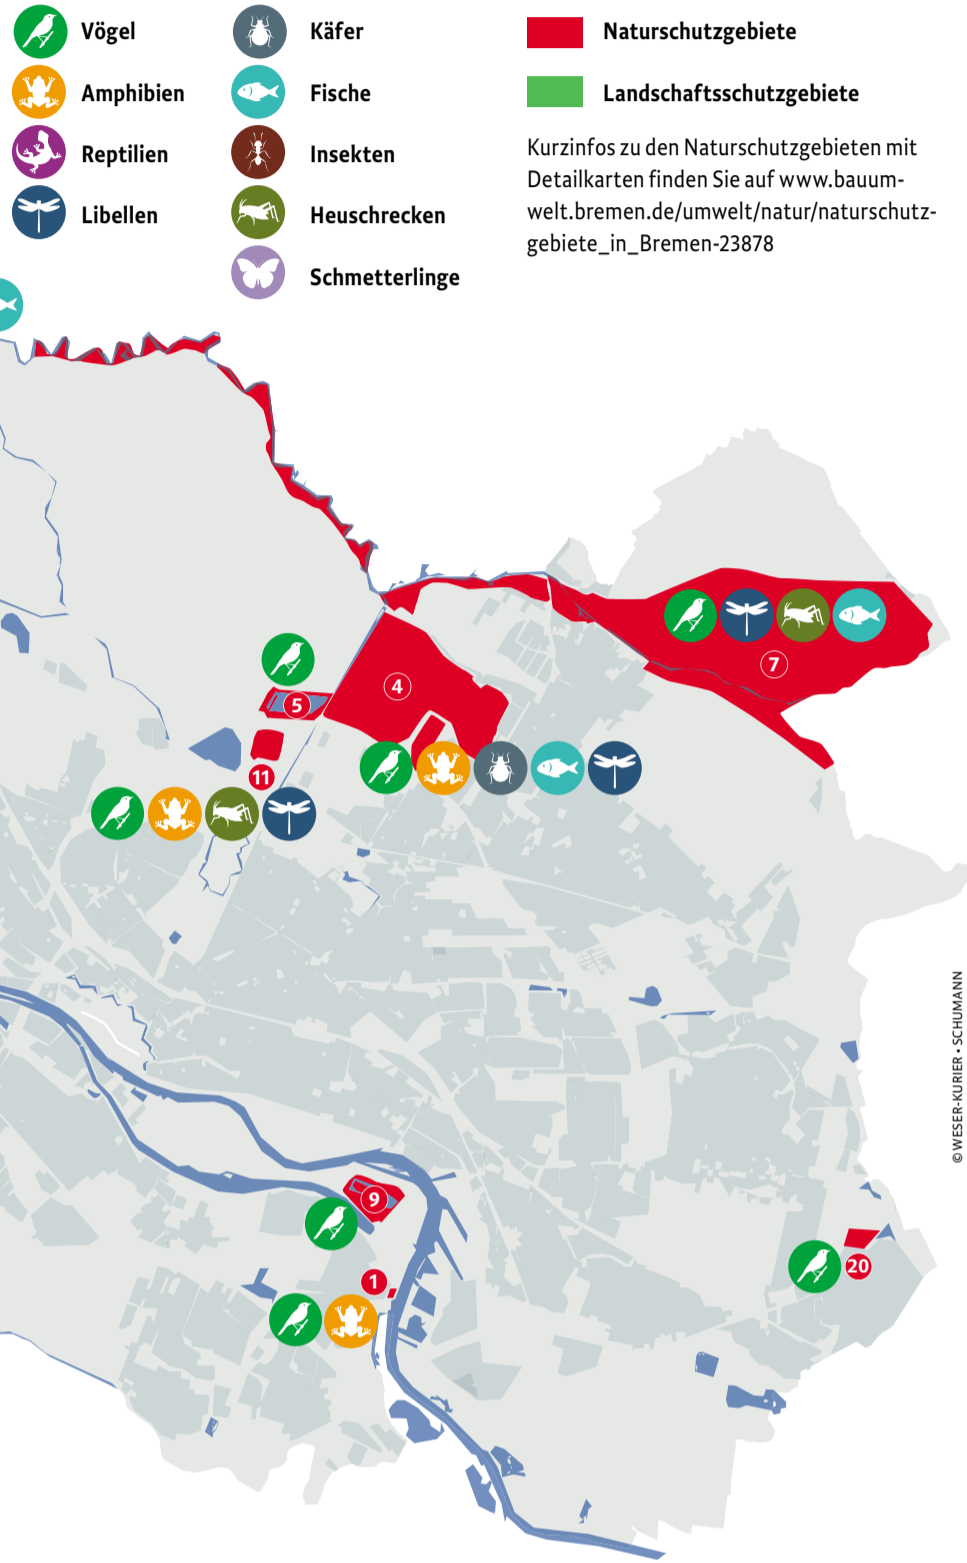 Vögel
Amphibien
Reptilien
Libellen
Käfer
Fische
Insekten
Heuschrecken
Schmetterlinge
Naturschutzgebiete
Landschaftsschutzgebiete
Kurzinfos zu den Naturschutzgebieten mit
Detailkarten finden Sie auf www.bauum-
welt.bremen.de/umwelt/natur/naturschutz-
gebiete_in_Bremen-23878
7
4
5
11
9
1
20
© WESER-KURIER • SCHUMANN